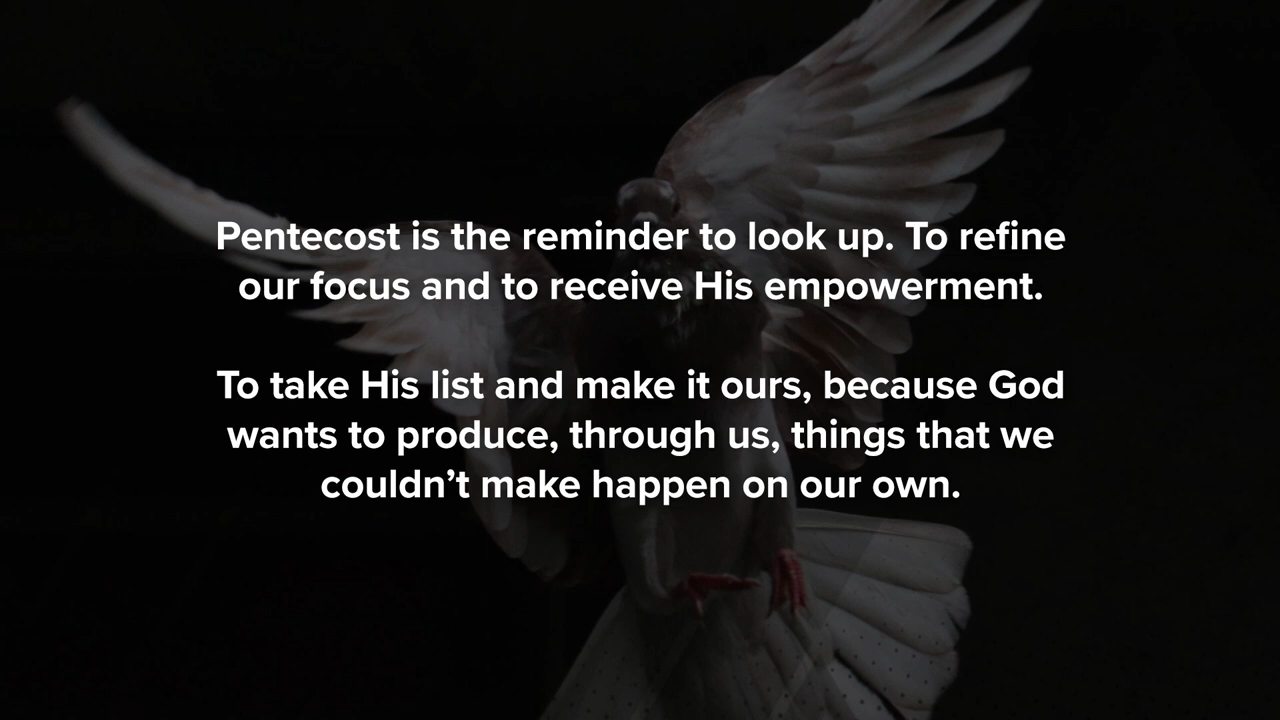 Pentecost is the reminder to look up. To refine
our focus and to receive His empowerment.
To take His list and make it ours, because God
wants to produce, through us, things that we
couldn’t make happen on our own.